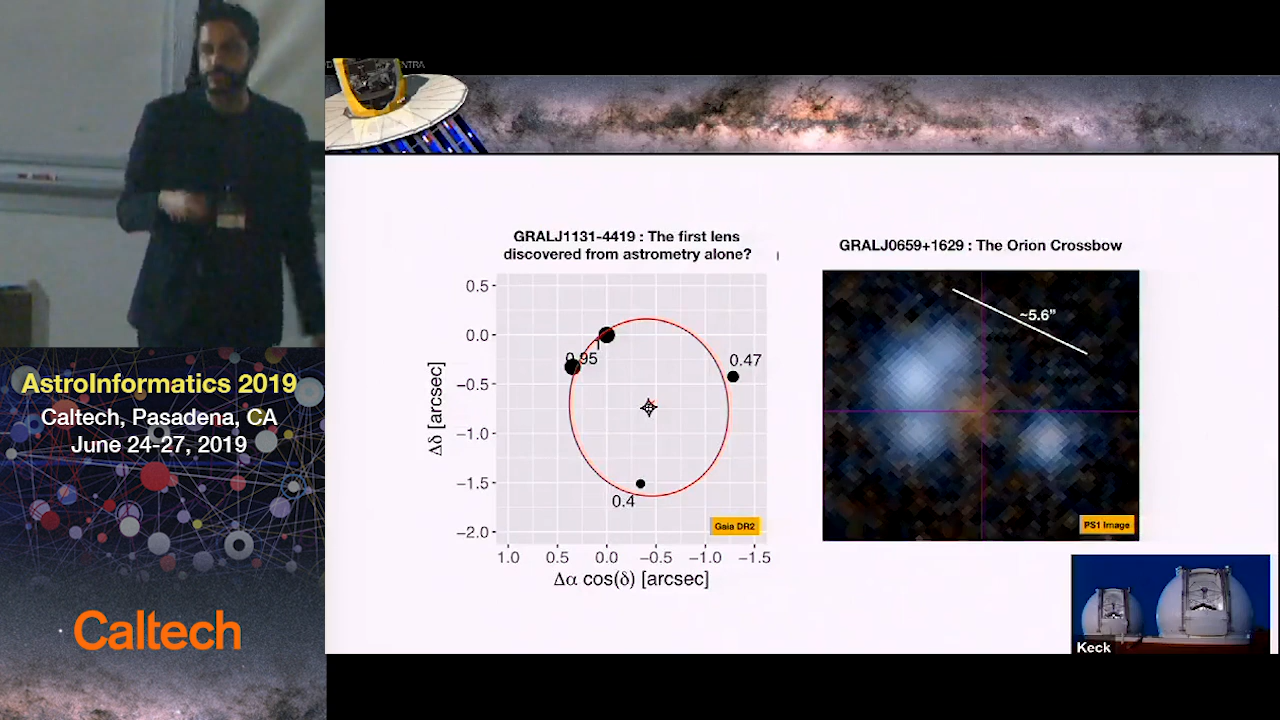 AstroInformatics 2019
Caltech, Pasadena, CA
June 24-27, 2019
Caltech
GRALJ1131-4419 : The first lens
discovered from astrometry alone?
0.5
0.0
−0.5
−1.0
−1.5
−2.0
Δδ [arcsec]
1
0.95
0.47
0.4
Gaia DR2
1.0
0.5
0.0
−0.5
−1.0
−1.5
Δα cos(δ) [arcsec]
GRALJ0659+1629 : The Orion Crossbow
~5.6”
PS1 Image
Keck